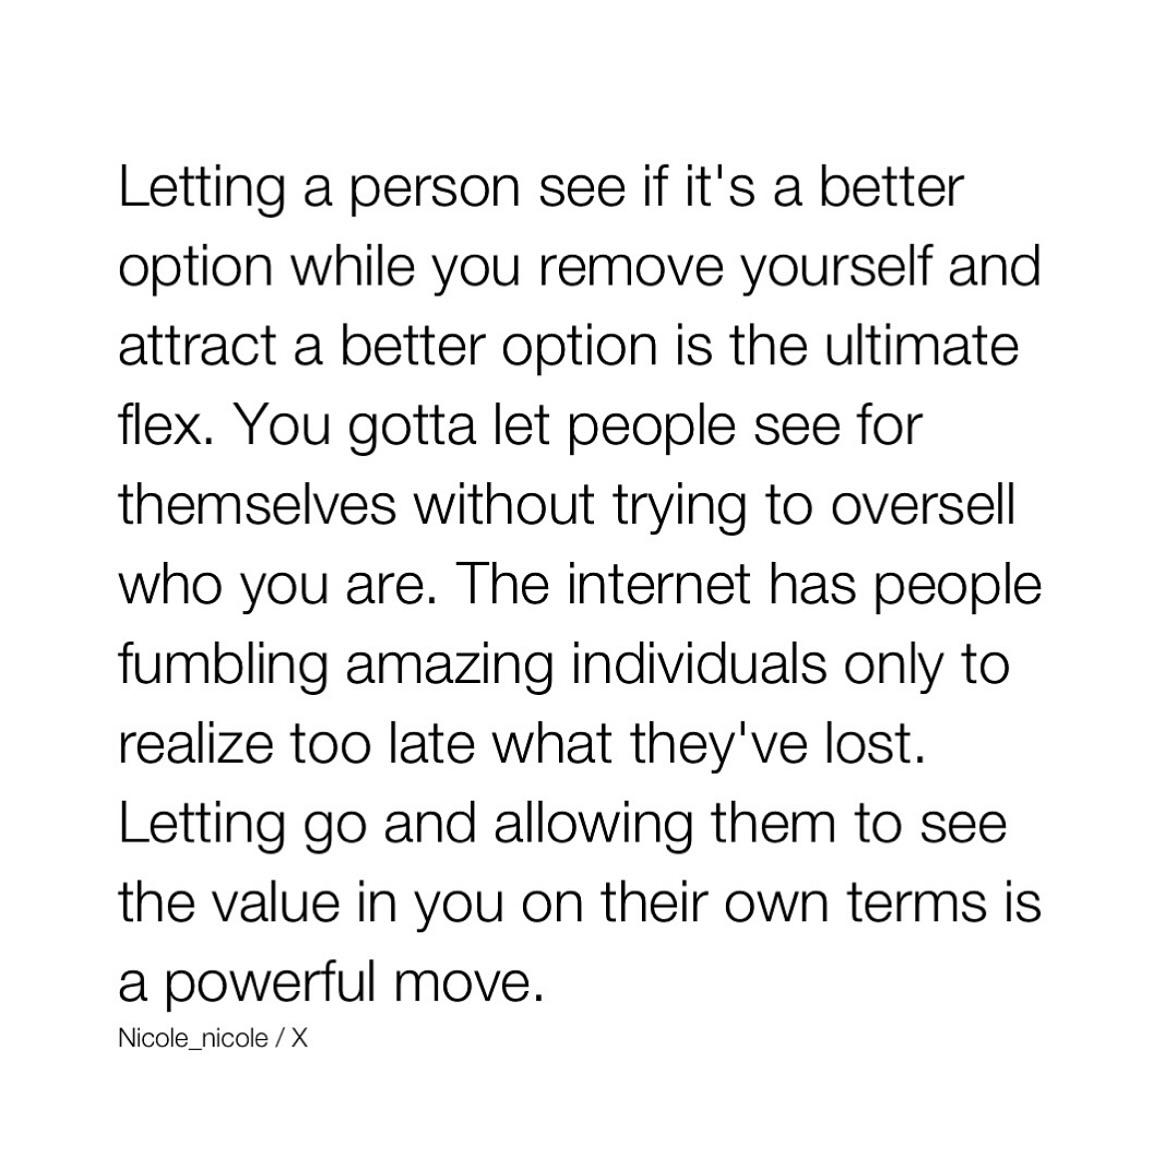 Letting a person see if it's a better
option while you remove yourself and
attract a better option is the ultimate
flex. You gotta let people see for
themselves without trying to oversell
who you are. The internet has people
fumbling amazing individuals only to
realize too late what they've lost.
Letting go and allowing them to see
the value in you on their own terms is
a powerful move.
Nicole_nicole / X